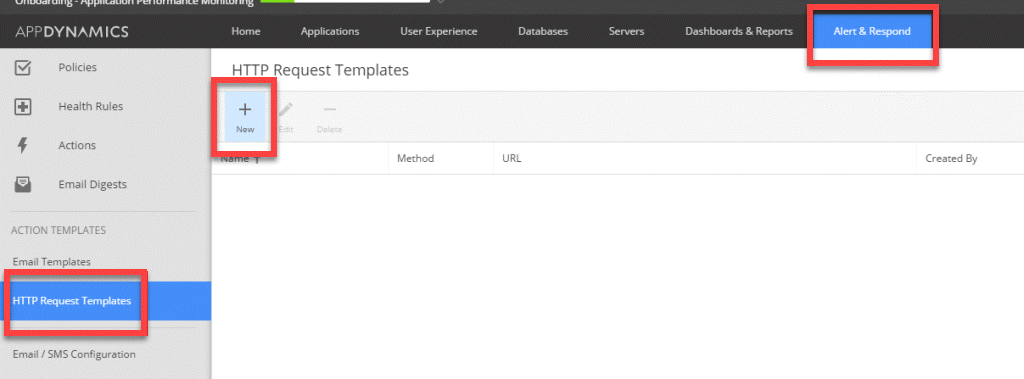 Onboarding - Application Performance Monitoring
APPDYNAMICS Home Applications User Experience Databases Servers Dashboards & Reports Alert & Respond
Policies
Health Rules
Actions
Email Digests
ACTION TEMPLATES
Email Templates
HTTP Request Templates
Email / SMS Configuration
HTTP Request Templates
New Edit Delete
Name Method URL Created By